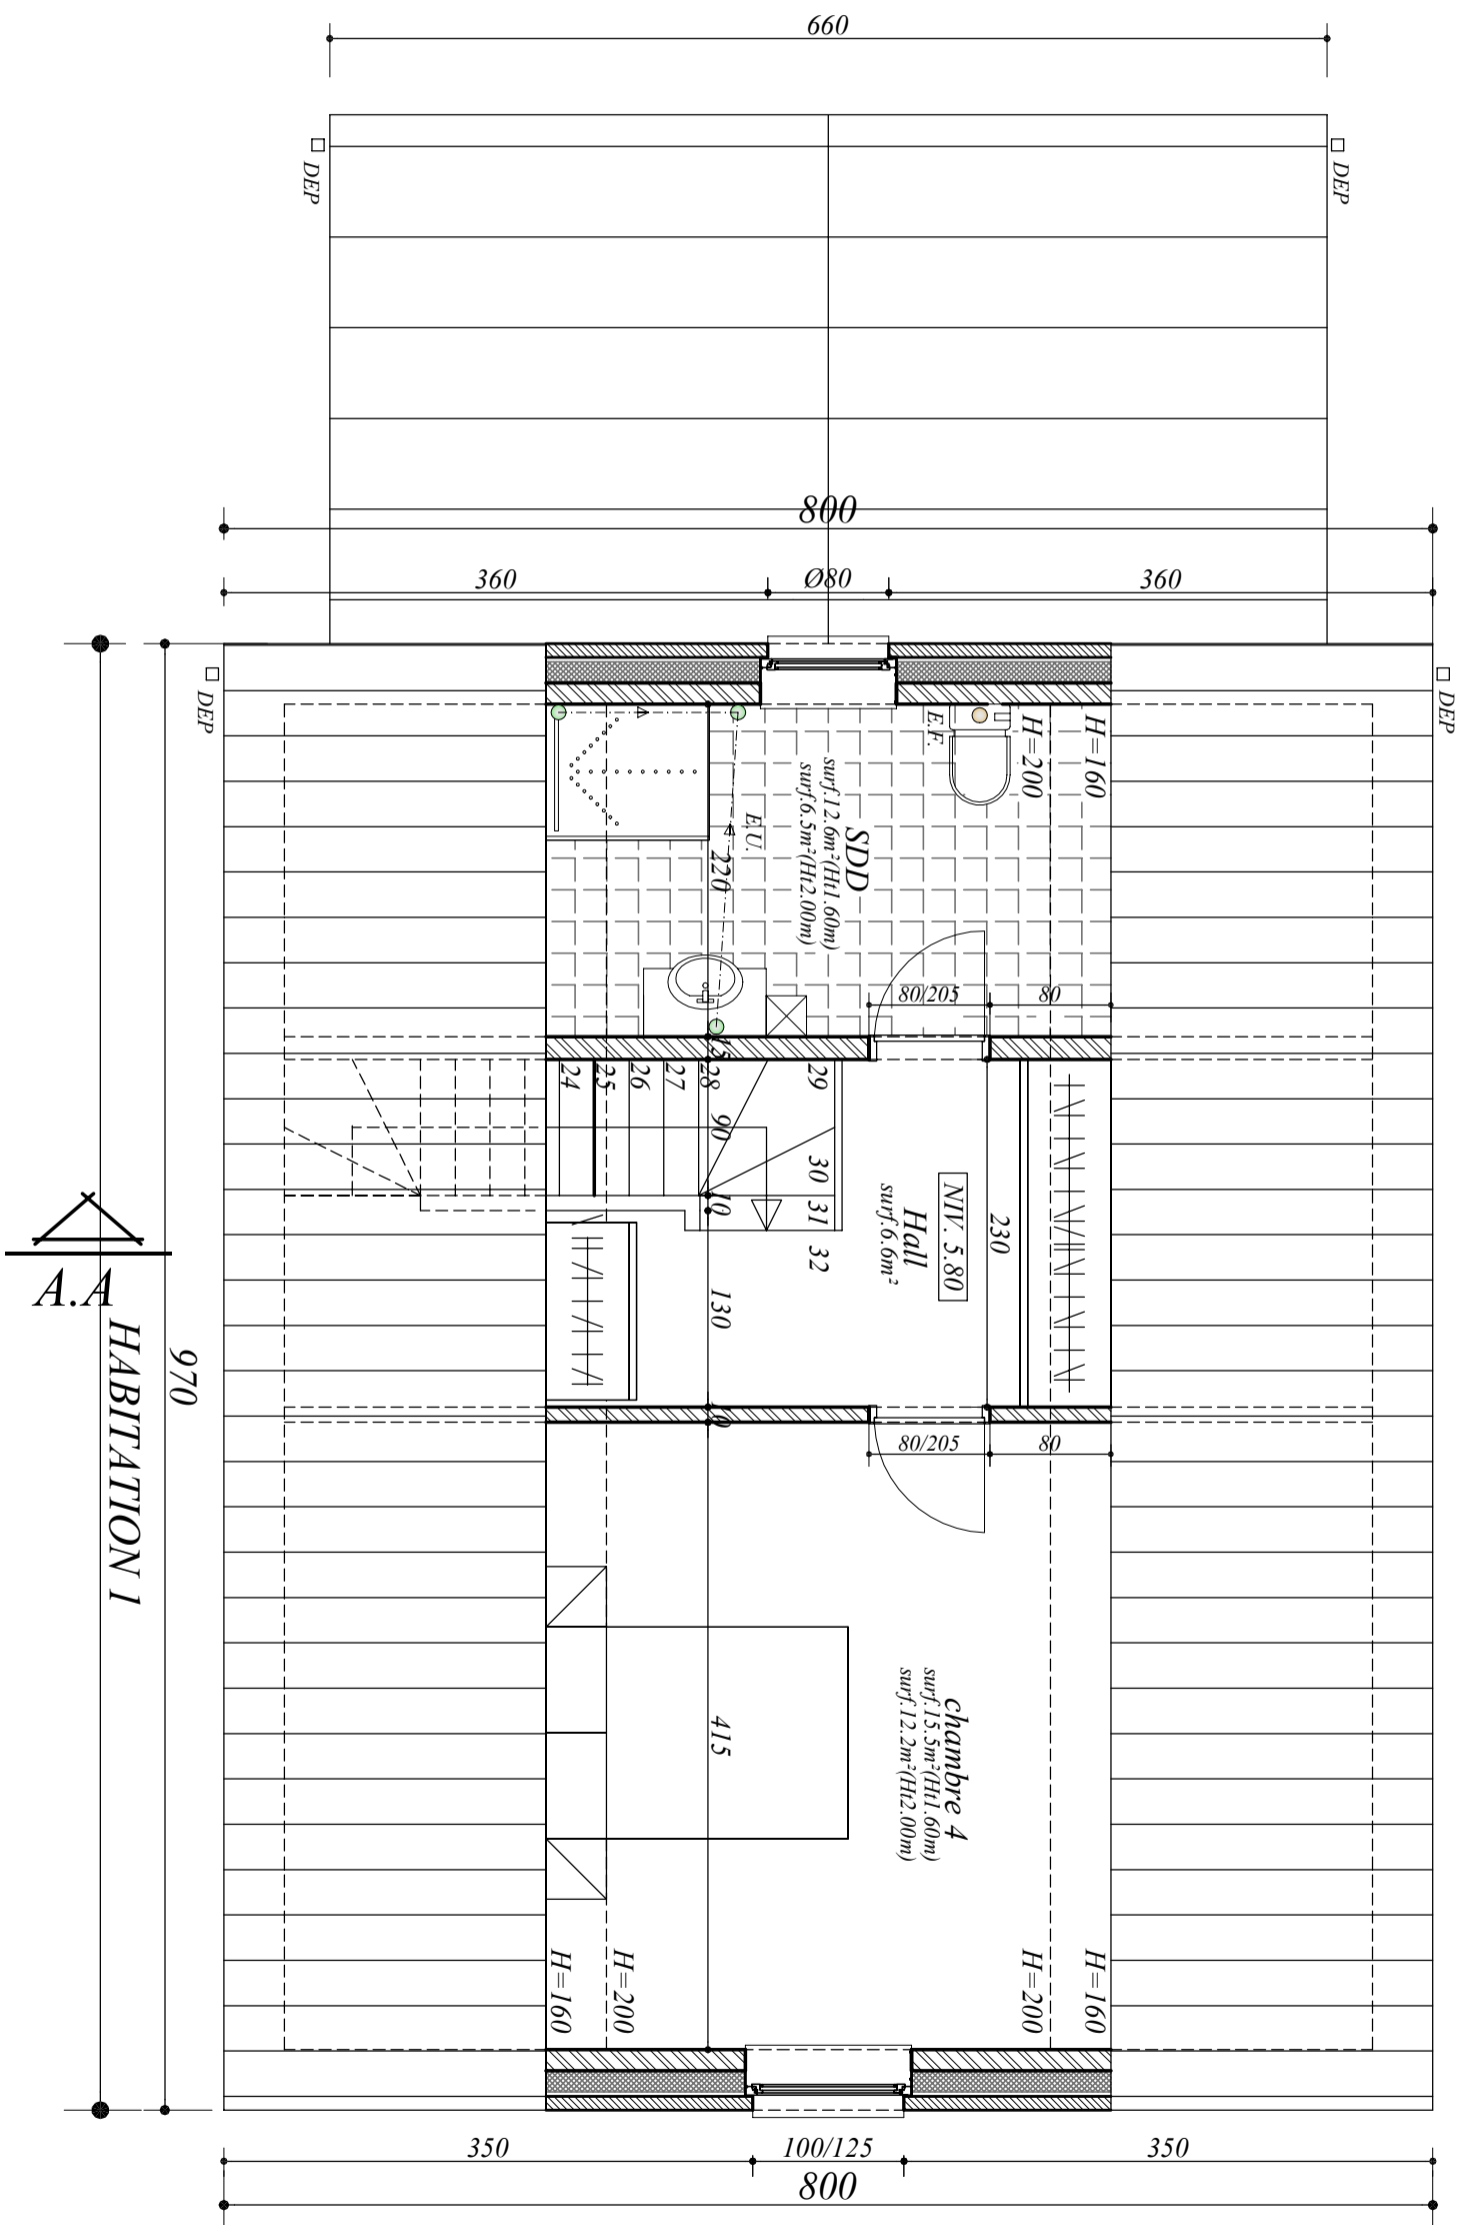 660
DEP
DEP
800
360
Ø80
360
DEP
DEP
E.F.
H=200
H=160
SDD
surf.12.6m²(Ht1.60m)
surf.6.5m²(Ht2.00m)
E.U.
220
80/205
80
15
24
25
26
27
28
29
30
31
32
90
10
130
NIV. 5.80
Hall
surf.6.6m²
230
A.A
HABITATION 1
970
10
80/205
80
415
chambre 4
surf.15.5m²(Ht1.60m)
surf.12.2m²(Ht2.00m)
H=160
H=200
H=200
H=160
350
100/125
350
800